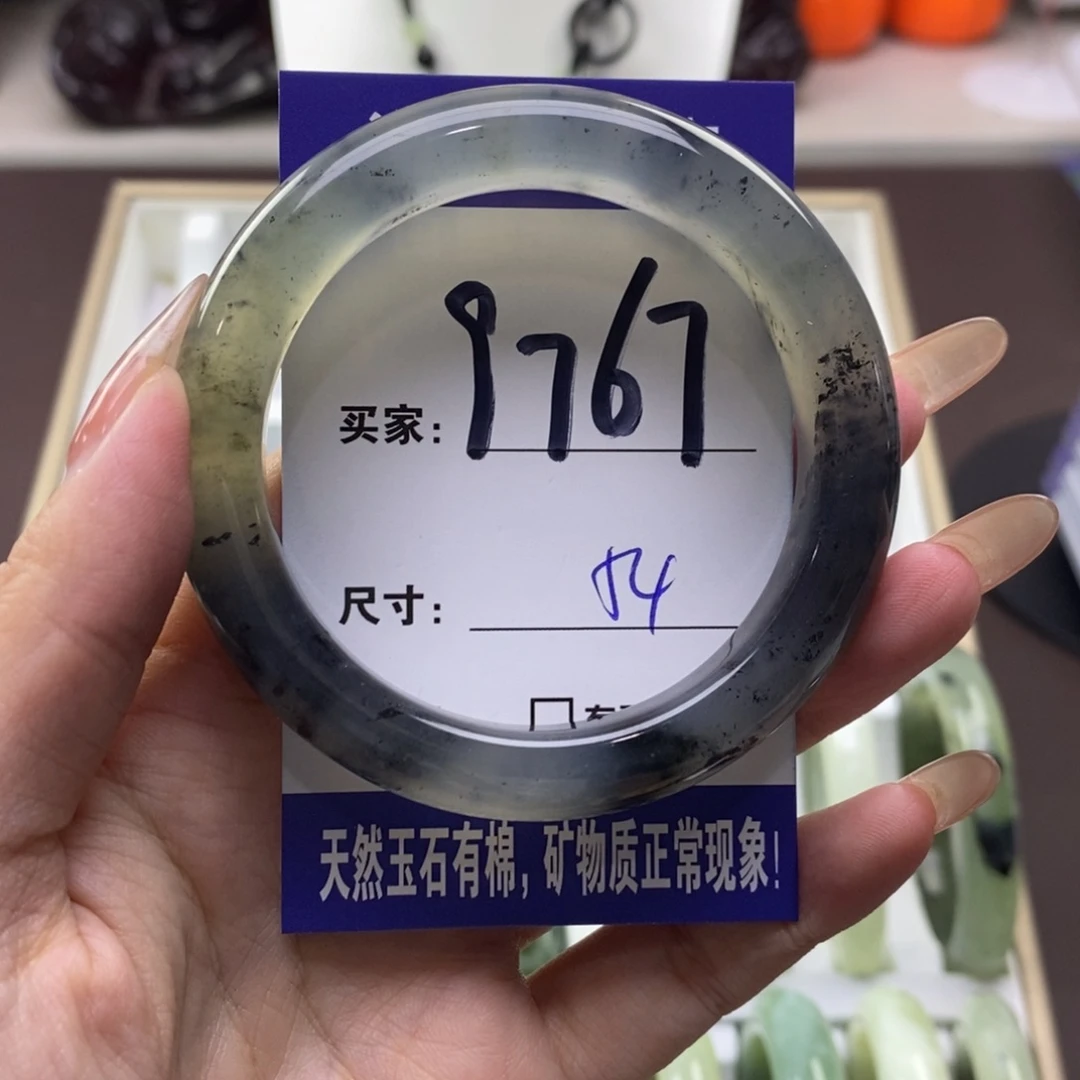 买家: 9767
尺寸: 54
天然玉石有棉, 矿物质正常现象!